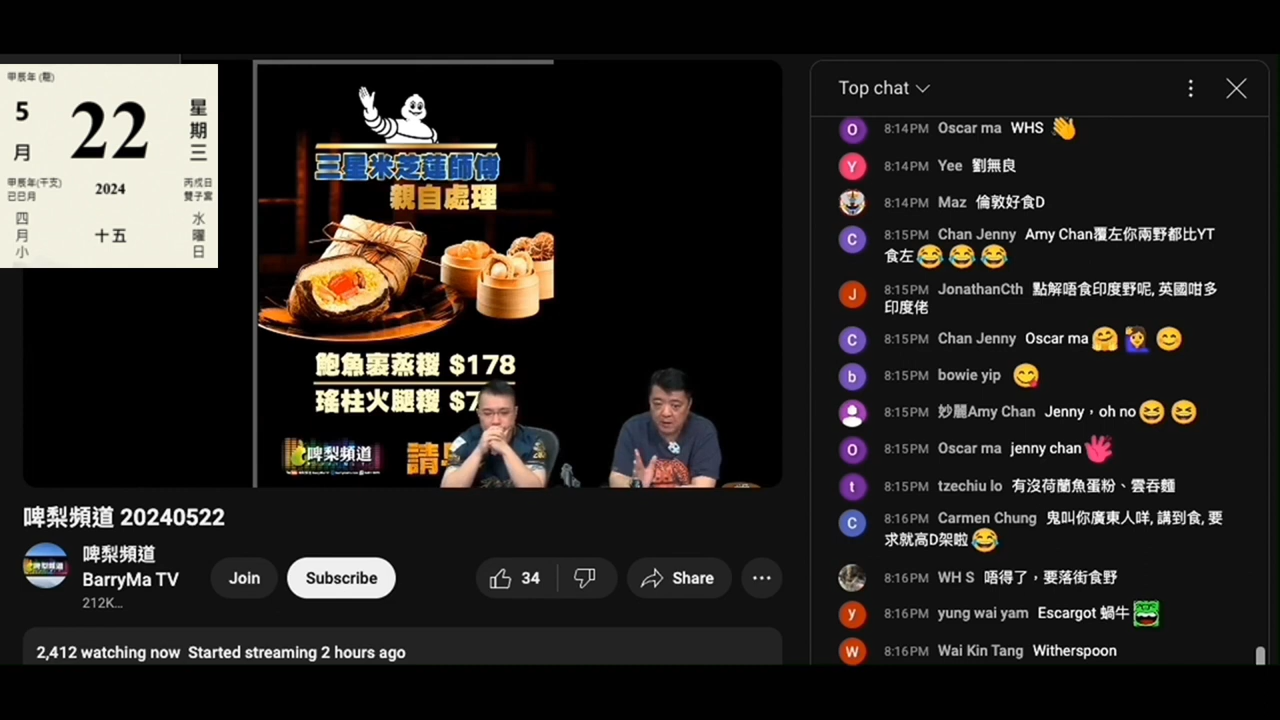 甲辰年 (龍)
5
月
22
星期三
甲辰年(干支)
己巳月
2024
丙戌日
雙子宮
四月小
十五
水曜日
三星米芝蓮師傅
親自處理
鮑魚裹蒸糉 $178
瑤柱火腿糉 $7
啤梨頻道
請
啤梨頻道 20240522
啤梨頻道
BarryMa TV
212K...
Join
Subscribe
34
Share
2,412 watching now Started streaming 2 hours ago
Top chat
8:14PM Oscar ma WHS 👋
8:14PM Yee 劉無良
8:14PM Maz 倫敦好食D
8:15PM Chan Jenny Amy Chan覆左你兩野都比YT
食左😂😂😂
8:15PM JonathanCth 點解唔食印度野呢, 英國咁多
印度佬
8:15PM Chan Jenny Oscar ma 🤗🙋‍♀️😊
8:15PM bowie yip 😋
8:15PM 妙麗Amy Chan Jenny，oh no 😆😆
8:15PM Oscar ma jenny chan
8:15PM tzechiu lo 有沒荷蘭魚蛋粉、雲吞麵
8:16PM Carmen Chung 鬼叫你廣東人咩, 講到食, 要
求就高D架啦😂
8:16PM WH S 唔得了，要落街食野
8:16PM yung wai yam Escargot 蝸牛
8:16PM Wai Kin Tang Witherspoon